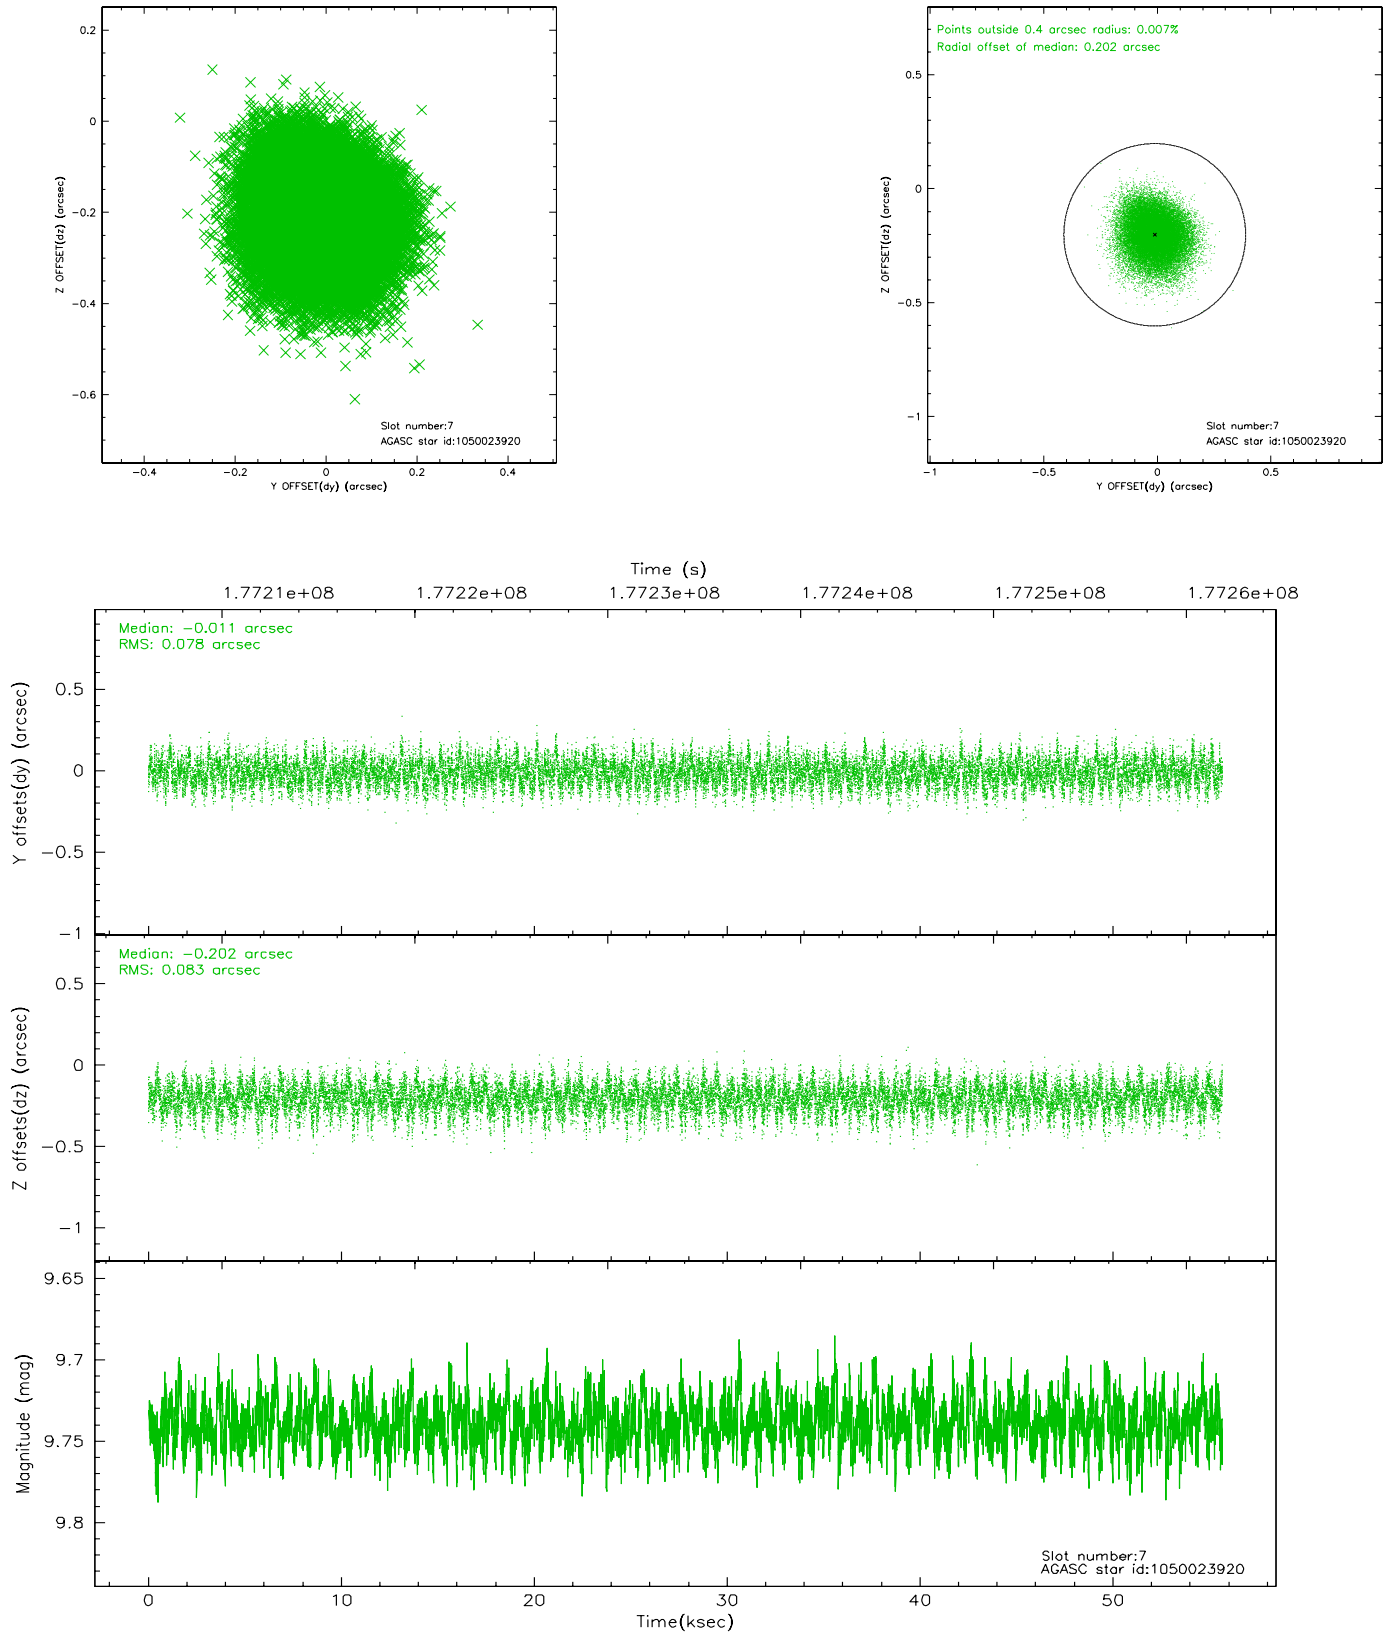 0.2
0
−0.2
−0.4
−0.6
Z OFFSET(dz) (arcsec)
Slot number:7
AGASC star id:1050023920
−0.4 −0.2 0 0.2 0.4
Y OFFSET(dy) (arcsec)
Points outside 0.4 arcsec radius: 0.007%
Radial offset of median: 0.202 arcsec
0.5
0
−0.5
−1
Z OFFSET(dz) (arcsec)
Slot number:7
AGASC star id:1050023920
−1 −0.5 0 0.5
Y OFFSET(dy) (arcsec)
Time (s)
1.7721e+08 1.7722e+08 1.7723e+08 1.7724e+08 1.7725e+08 1.7726e+08
Median: −0.011 arcsec
RMS: 0.078 arcsec
0.5
0
−0.5
−1
Y offsets(dy) (arcsec)
Median: −0.202 arcsec
RMS: 0.083 arcsec
0.5
0
−0.5
−1
Z offsets(dz) (arcsec)
9.65
9.7
9.75
9.8
Magnitude (mag)
Slot number:7
AGASC star id:1050023920
0 10 20 30 40 50
Time(ksec)